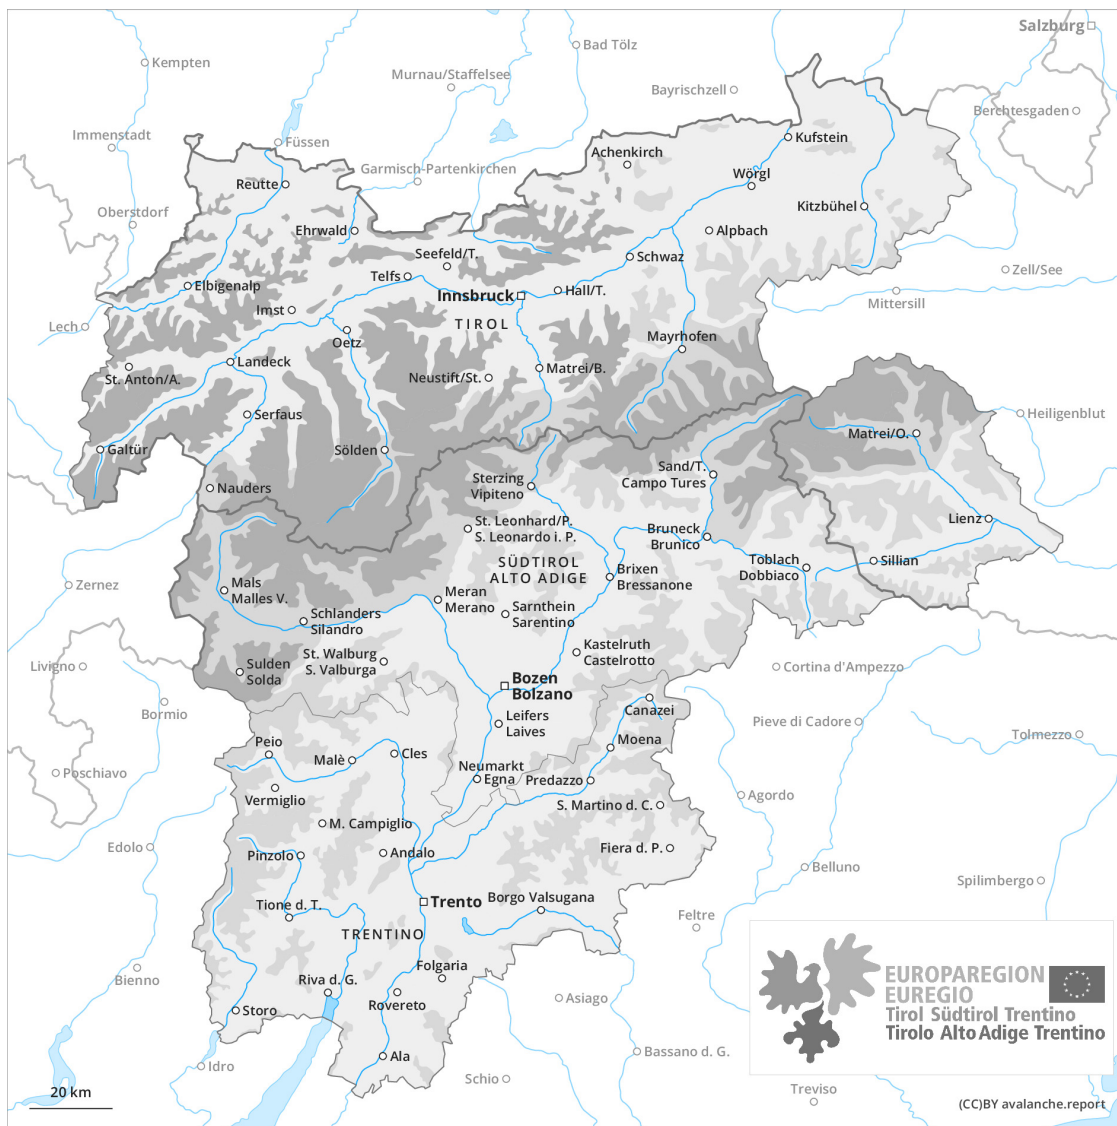 Salzburg
Bad Tölz
Kempten
Murnau/Staffelsee
Bayrischzell
Berchtesgaden
Immenstadt
Füssen
Kufstein
Achenkirch
Garmisch-Partenkirchen
Wörgl
Reutte
Oberstdorf
Kitzbühel
Ehrwald
Alpbach
Seefeld/T.
Schwaz
Zell/See
Telfs
Elbigenalp
Hall/T.
Innsbruck
Mittersill
Imst
TIROL
Lech
Oetz
Mayrhofen
Landeck
Matrei/B.
St. Anton/A.
Neustift/St.
Serfaus
Heiligenblut
Matrei/O.
Galtür
Sölden
Sand/T.
Campo Tures
Sterzing
Vipiteno
Nauders
St. Leonhard/P.
S. Leonardo i. P.
Lienz
Bruneck
Brunico
SÜDTIROL
ALTO ADIGE
Toblach
Dobbiaco
Sillian
Brixen
Bressanone
Zernez
Mals
Malles V.
Meran
Merano
Schlanders
Silandro
Sarnthein
Sarentino
Kastelruth
Castelrotto
St. Walburg
S. Valburga
Livigno
Sulden
Solda
Cortina d'Ampezzo
Bozen
Bolzano
Bormio
Canazei
Leifers
Laives
Pieve di Cadore
Tolmezzo
Peio
Malè
Cles
Moena
Poschiavo
Neumarkt
Egna
Predazzo
Vermiglio
Agordo
S. Martino d. C.
M. Campiglio
Edolo
Pinzolo
Andalo
Fiera d. P.
Belluno
Spilimbergo
Trento
Borgo Valsugana
Tione d. T.
Feltre
TRENTINO
Bienno
Folgaria
Riva d. G.
Rovereto
Asiago
Storo
EUROPAREGION
EUREGIO
Tirol Südtirol Trentino
Tirolo Alto Adige Trentino
Ala
Bassano d. G.
Idro
Schio
Treviso
20 km
(CC)BY avalanche.report